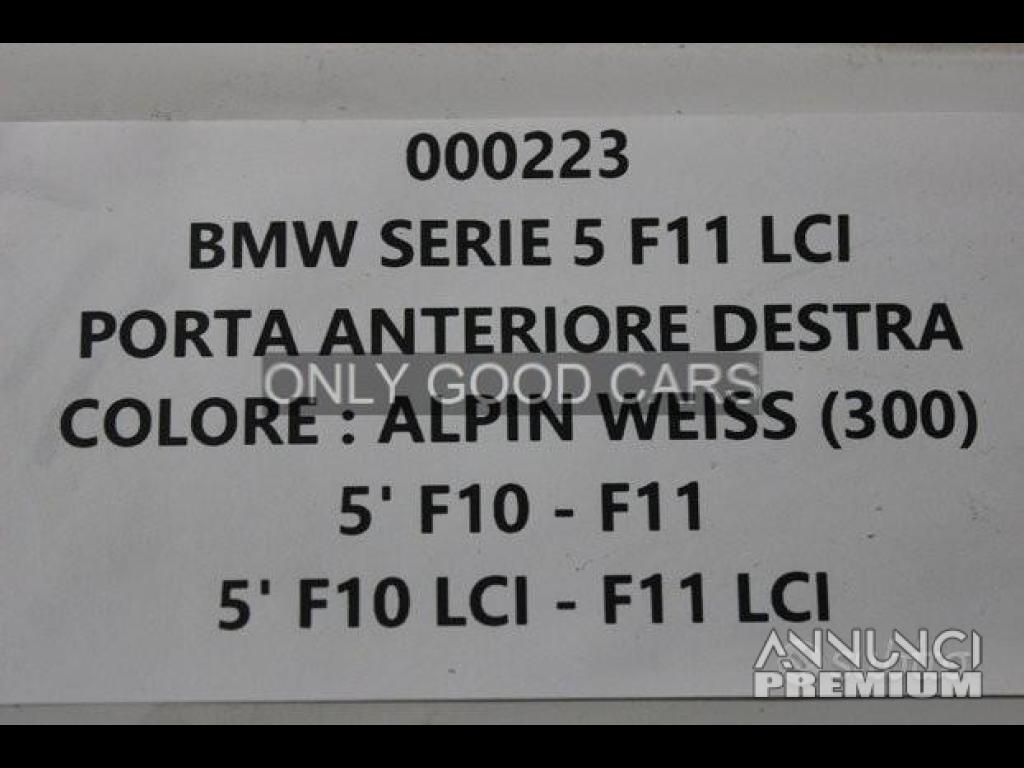 000223
BMW SERIE 5 F11 LCI
PORTA ANTERIORE DESTRA
ONLY GOOD CARS
COLORE : ALPIN WEISS (300)
5' F10 - F11
5' F10 LCI - F11 LCI
ANNUNCI
PREMIUM